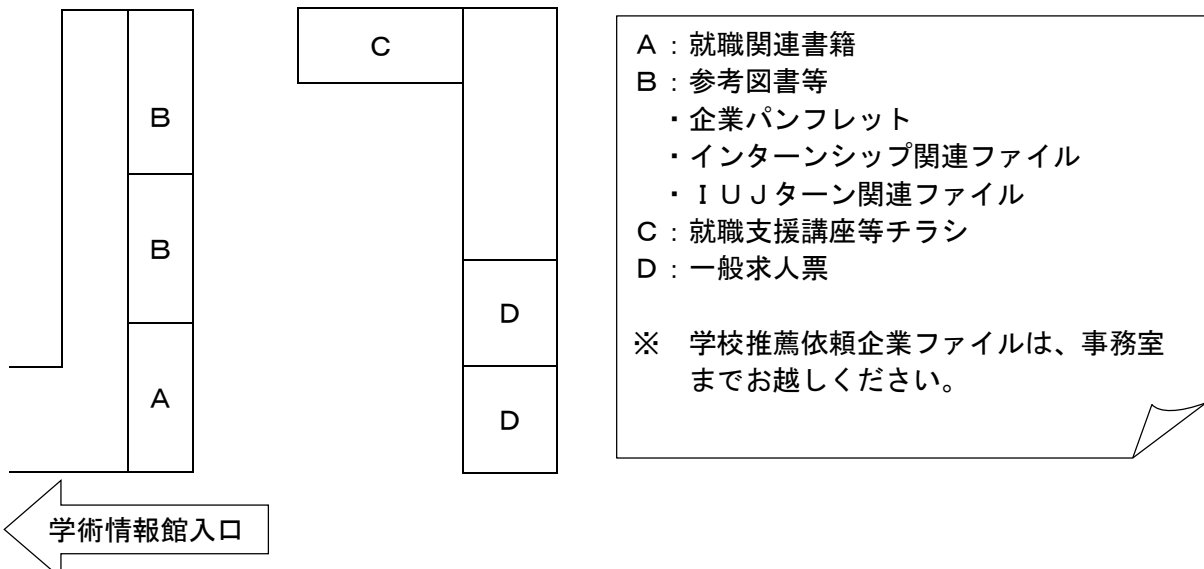 C
B
B
D
A
D
学術情報館入口
A：就職関連書籍
B：参考図書等
・企業パンフレット
・インターンシップ関連ファイル
・ＩＵＪターン関連ファイル
C：就職支援講座等チラシ
D：一般求人票
※　学校推薦依頼企業ファイルは、事務室
までお越しください。